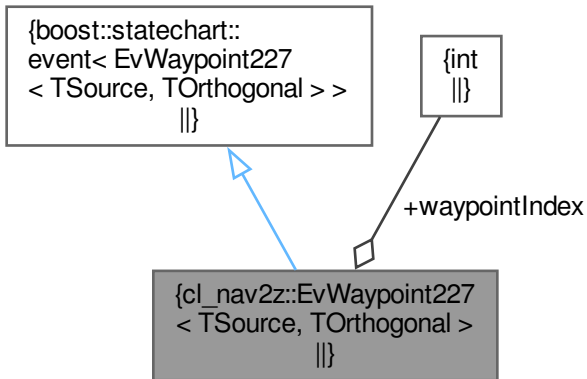 {boost::statechart::
event< EvWaypoint227
< TSource, TOrthogonal > >
||}
{int
||}
+waypointIndex
{cl_nav2z::EvWaypoint227
< TSource, TOrthogonal >
||}